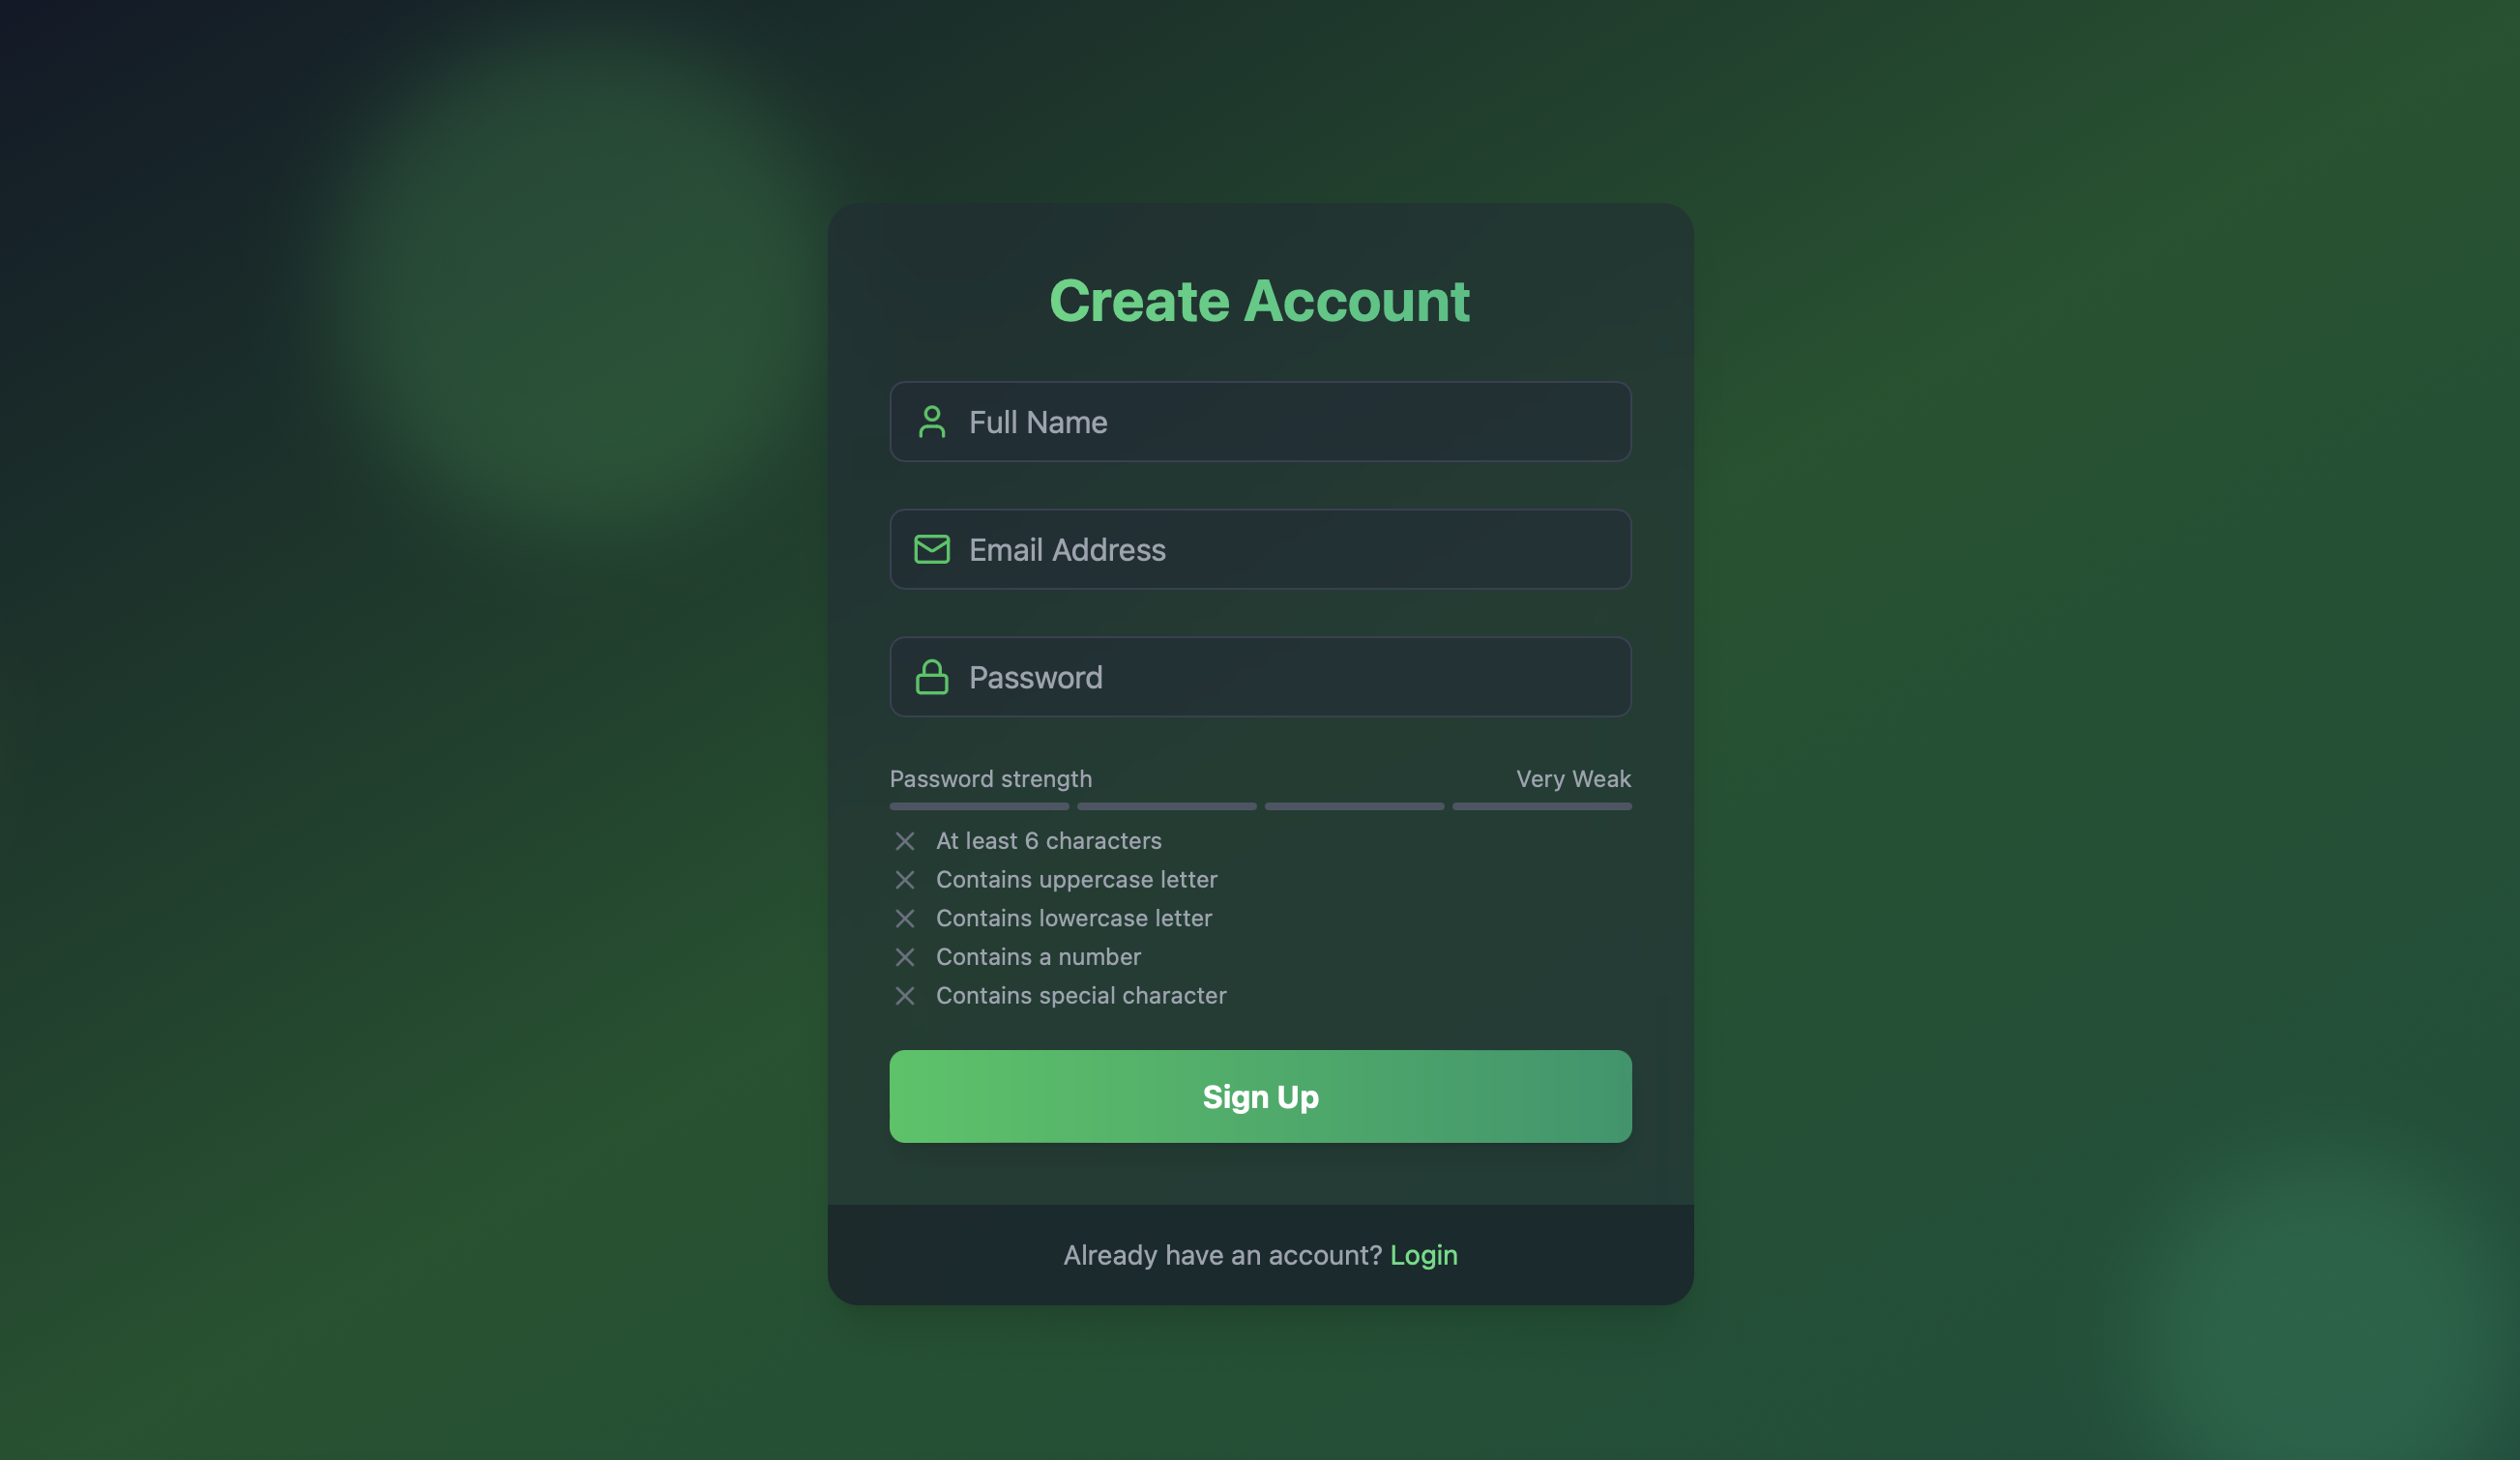 Create Account
Full Name
Email Address
Password
Password strength Very Weak
At least 6 characters
Contains uppercase letter
Contains lowercase letter
Contains a number
Contains special character
Sign Up
Already have an account? Login